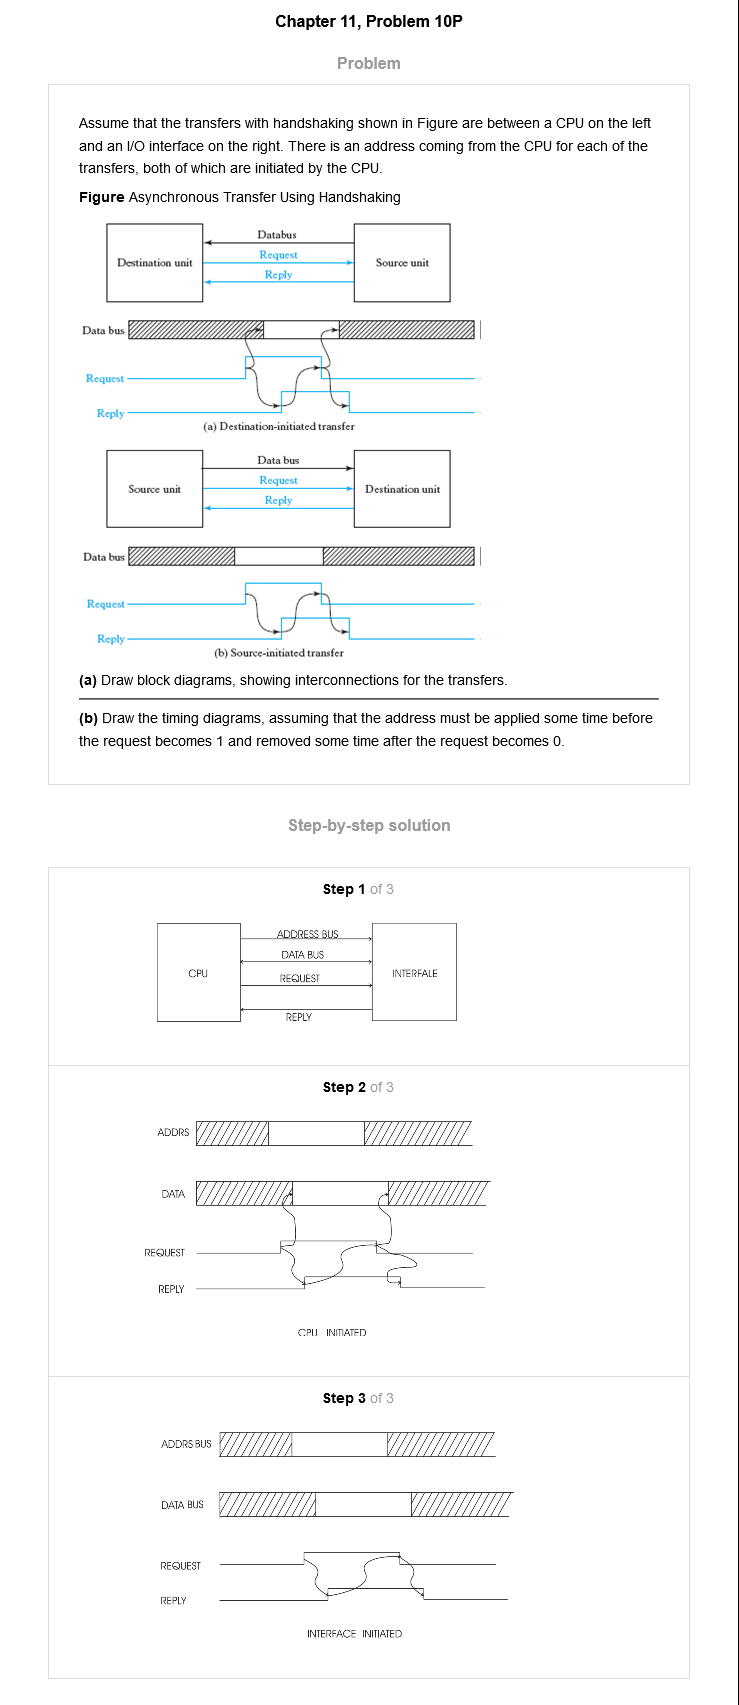 Chapter 11, Problem 10P
Problem
Assume that the transfers with handshaking shown in Figure are between a CPU on the left
and an I/O interface on the right. There is an address coming from the CPU for each of the
transfers, both of which are initiated by the CPU.
Figure Asynchronous Transfer Using Handshaking
Destination unit
Databus
Request
Reply
Source unit
Data bus
Request
Reply
(a) Destination-initiated transfer
Source unit
Data bus
Request
Reply
Destination unit
Data bus
Request
Reply
(b) Source-initiated transfer
(a) Draw block diagrams, showing interconnections for the transfers.
(b) Draw the timing diagrams, assuming that the address must be applied some time before
the request becomes 1 and removed some time after the request becomes 0.
Step-by-step solution
Step 1 of 3
CPU
ADDRESS BUS
DATA BUS
REQUEST
REPLY
INTERFALE
Step 2 of 3
ADDRS
DATA
REQUEST
REPLY
CPU INITIATED
Step 3 of 3
ADDRS BUS
DATA BUS
REQUEST
REPLY
INTERFACE INITIATED